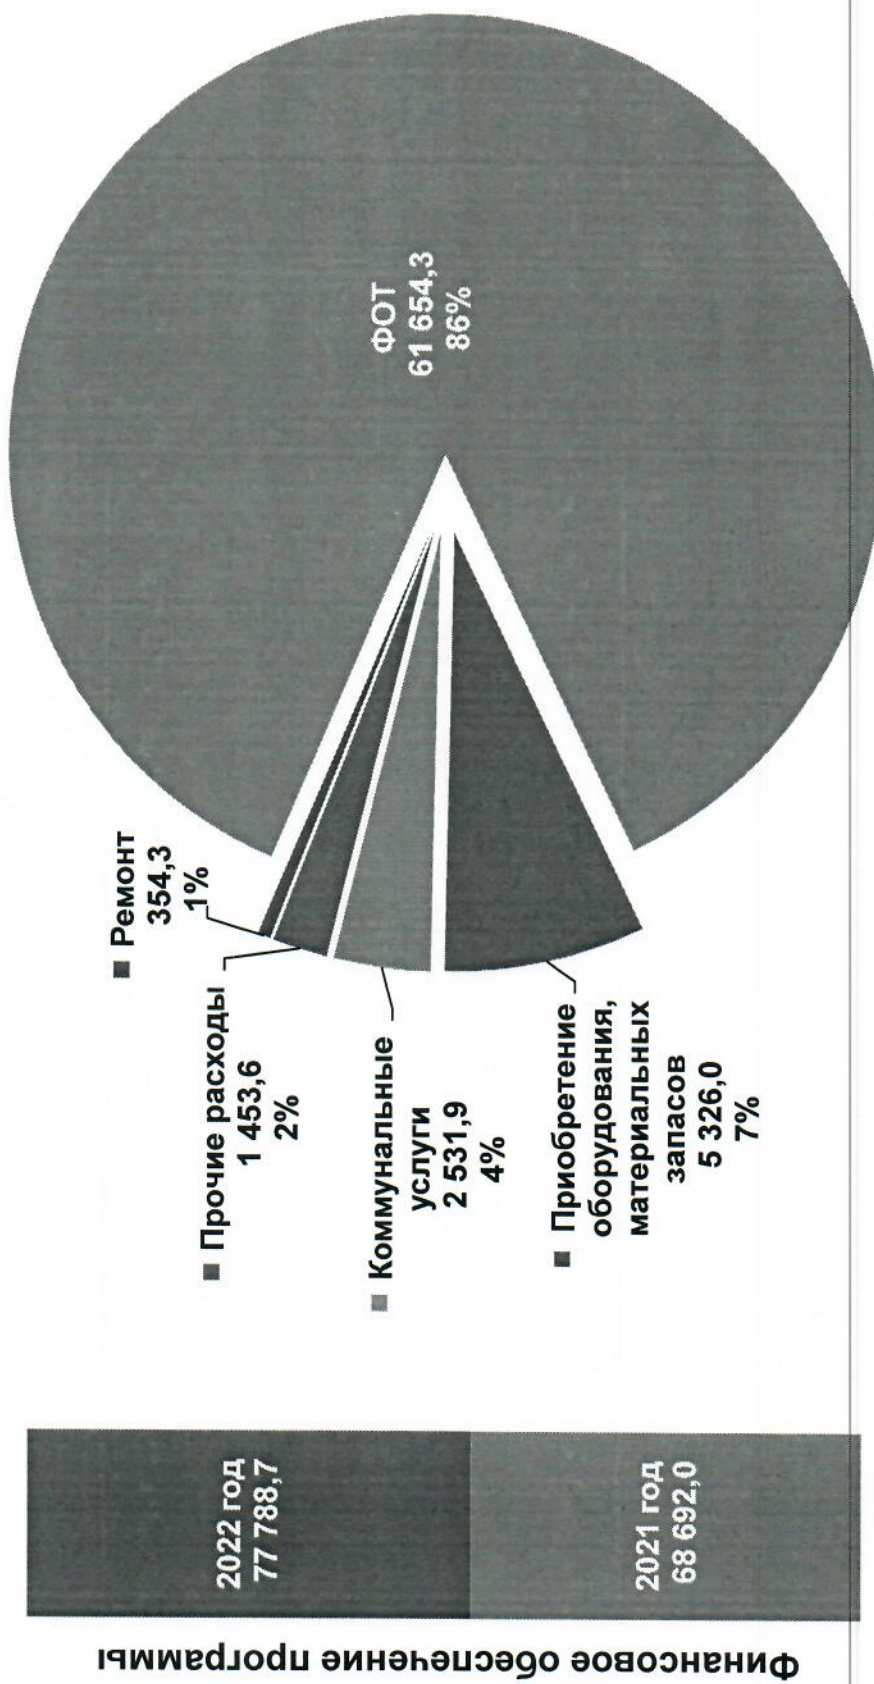 Финансовое обеспечение программы
2022 год
77 788,7
2021 год
68 692,0
Ремонт
354,3
1%
Прочие расходы
1 453,6
2%
Коммунальные
услуги
2 531,9
4%
Приобретение
оборудования,
материальных
запасов
5 326,0
7%
ФОТ
61 654,3
86%